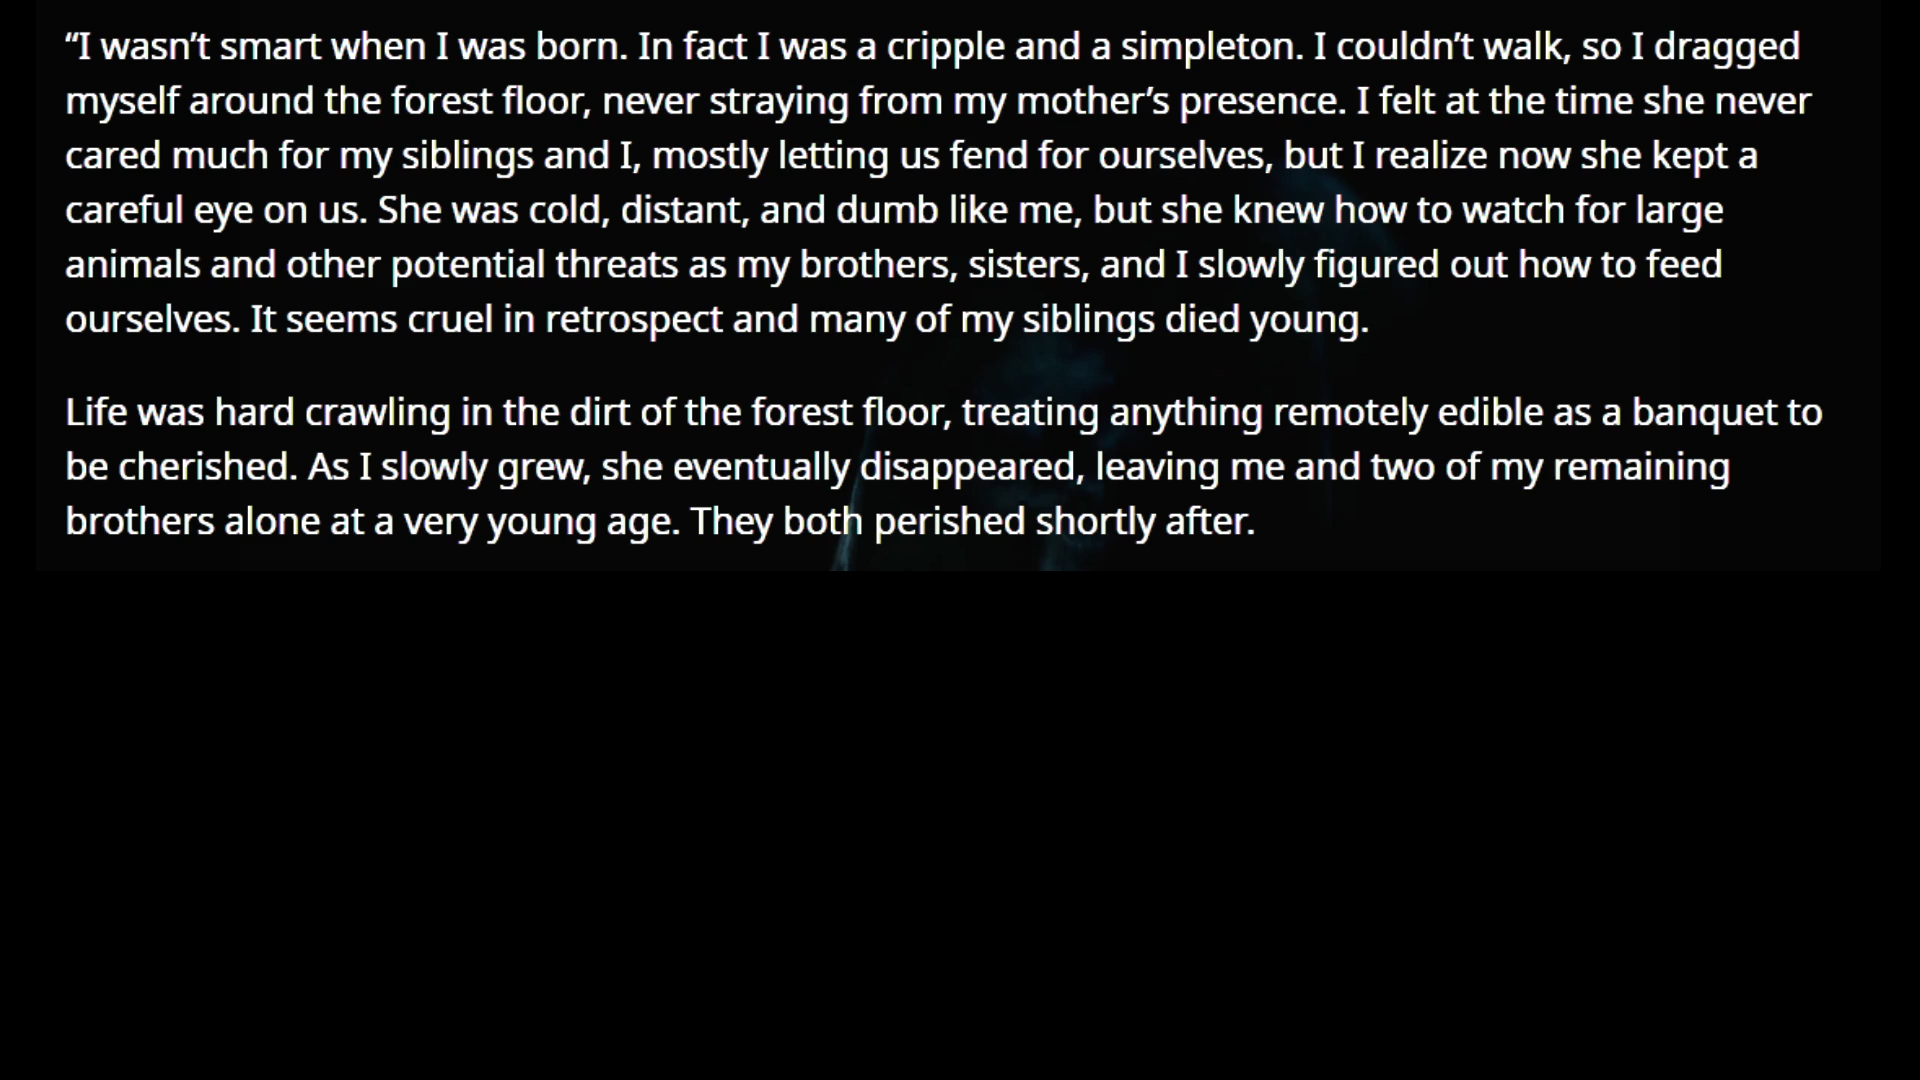 “I wasn’t smart when I was born. In fact I was a cripple and a simpleton. I couldn’t walk, so I dragged
myself around the forest floor, never straying from my mother’s presence. I felt at the time she never
cared much for my siblings and I, mostly letting us fend for ourselves, but I realize now she kept a
careful eye on us. She was cold, distant, and dumb like me, but she knew how to watch for large
animals and other potential threats as my brothers, sisters, and I slowly figured out how to feed
ourselves. It seems cruel in retrospect and many of my siblings died young.
Life was hard crawling in the dirt of the forest floor, treating anything remotely edible as a banquet to
be cherished. As I slowly grew, she eventually disappeared, leaving me and two of my remaining
brothers alone at a very young age. They both perished shortly after.